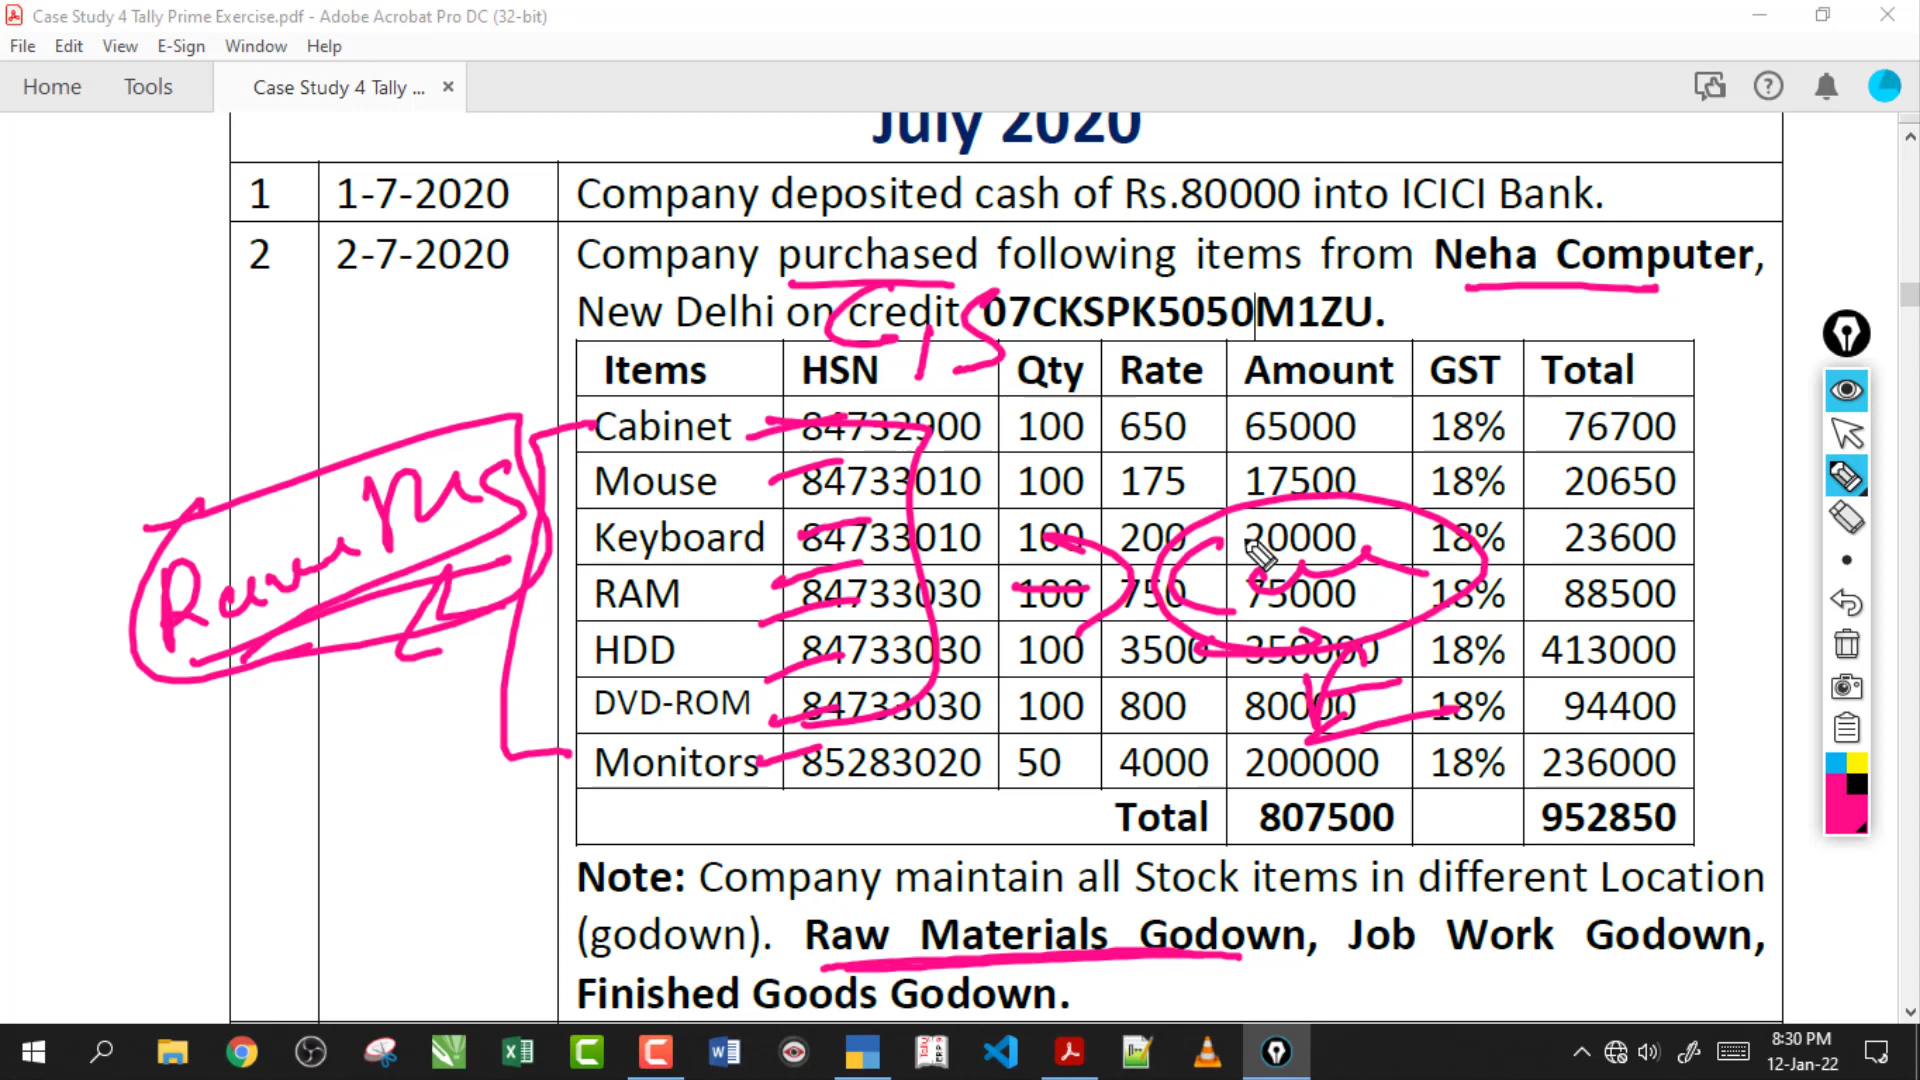 Case Study 4 Tally Prime Exercise.pdf - Adobe Acrobat Pro DC (32-bit)
File Edit View E-Sign Window Help
Home Tools Case Study 4 Tally ... ×
July 2020
1 1-7-2020 Company deposited cash of Rs.80000 into ICICI Bank.
2 2-7-2020 Company purchased following items from Neha Computer,
New Delhi on credit 07CKSPK5050M1ZU.
Items HSN Qty Rate Amount GST Total
Cabinet 84732900 100 650 65000 18% 76700
Mouse 84733010 100 175 17500 18% 20650
Keyboard 84733010 100 200 20000 18% 23600
RAM 84733030 100 750 75000 18% 88500
HDD 84733030 100 3500 350000 18% 413000
DVD-ROM 84733030 100 800 80000 18% 94400
Monitors 85283020 50 4000 200000 18% 236000
Total 807500 952850
Note: Company maintain all Stock items in different Location
(godown). Raw Materials Godown, Job Work Godown,
Finished Goods Godown.
8:30 PM
12-Jan-22